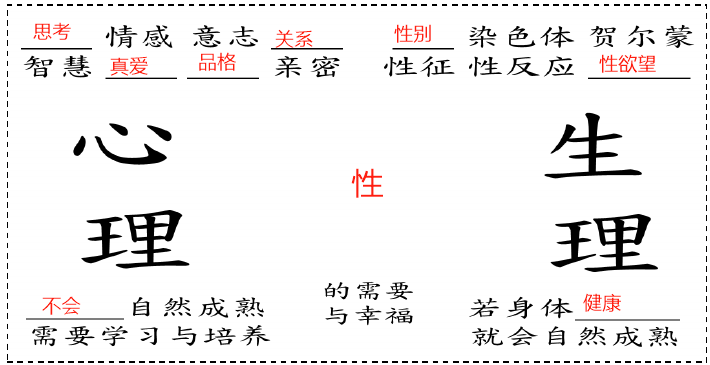 思考 情感 意志 关系
智慧 真爱 品格 亲密
性别 染色体 贺尔蒙
性征 性反应 性欲望
心
理
性
生
理
不会 自然成熟
需要学习与培养
的需要
与幸福
若身体健康
就会自然成熟